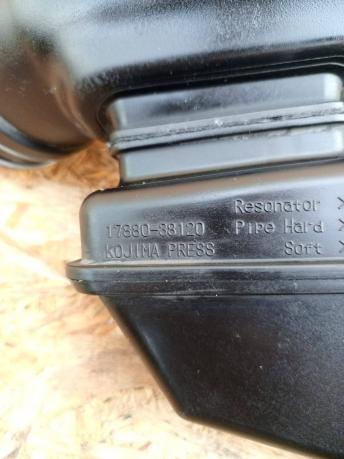 Resonator
17880-38120 Pipe Hard
KOJIMA PRESS Soft